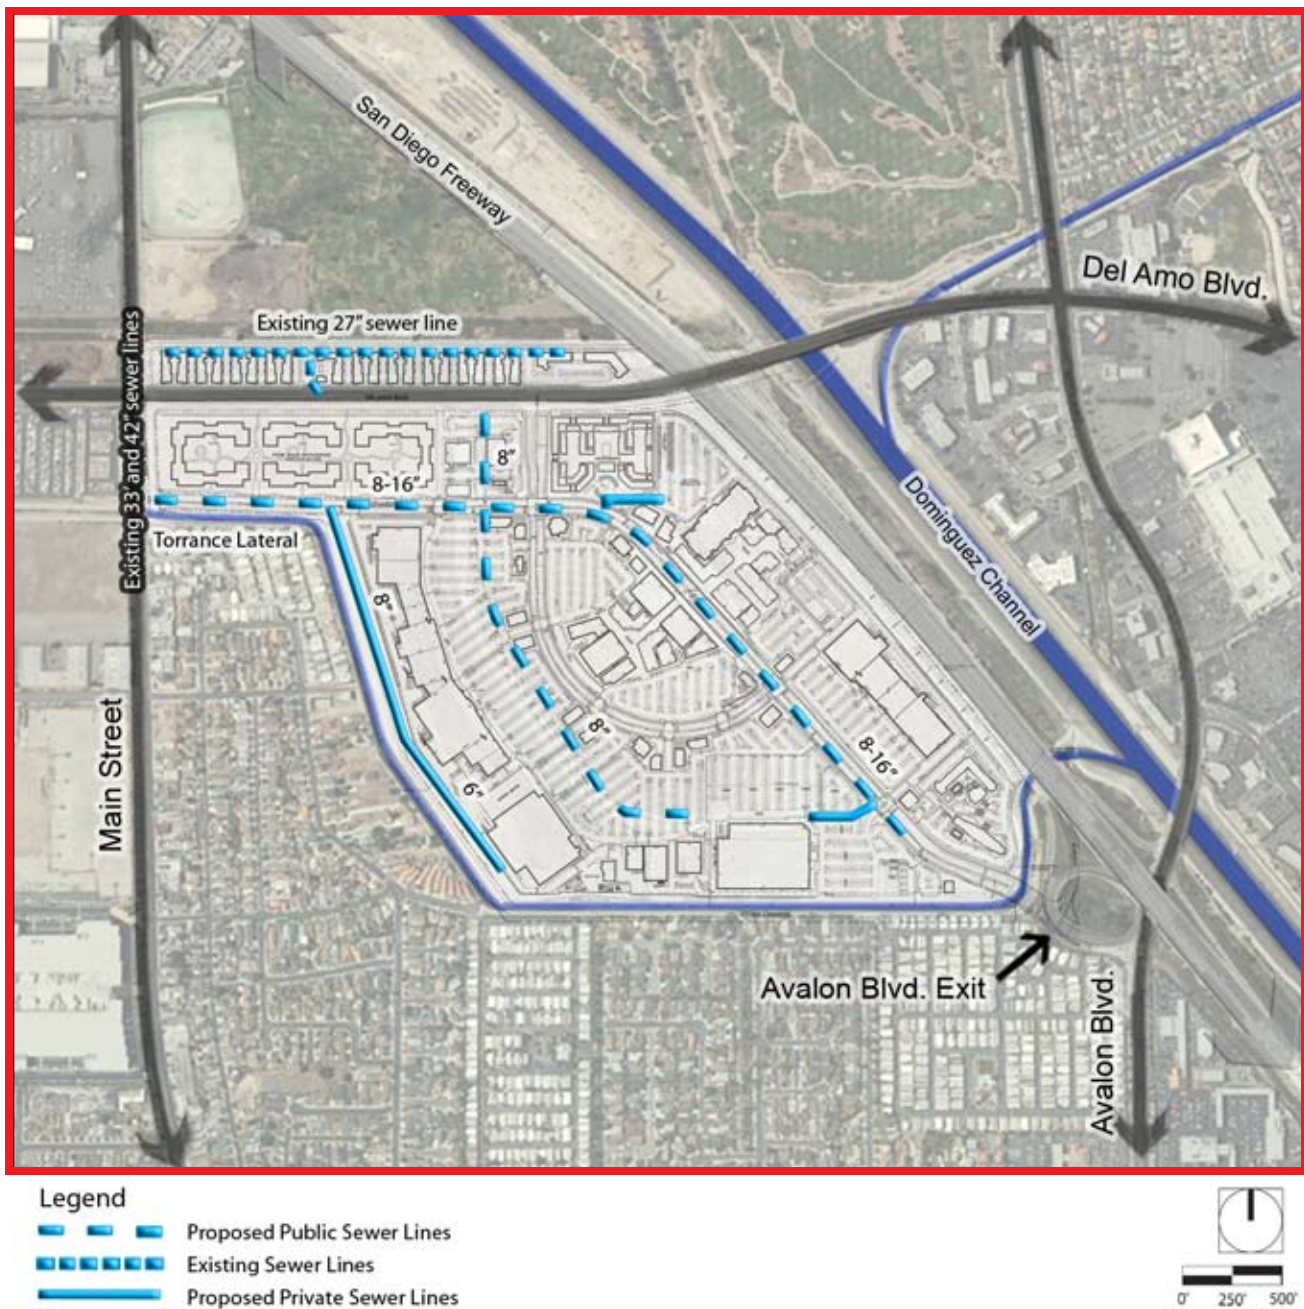 San Diego Freeway
Del Amo Blvd.
Existing 27" sewer line
Existing 33' and 42" sewer lines
8"
8-16"
Torrance Lateral
Dominguez Channel
8"
Main Street
8"
8-16"
6"
Avalon Blvd. Exit
Avalon Blvd.
Legend
Proposed Public Sewer Lines
Existing Sewer Lines
Proposed Private Sewer Lines
0' 250' 500'